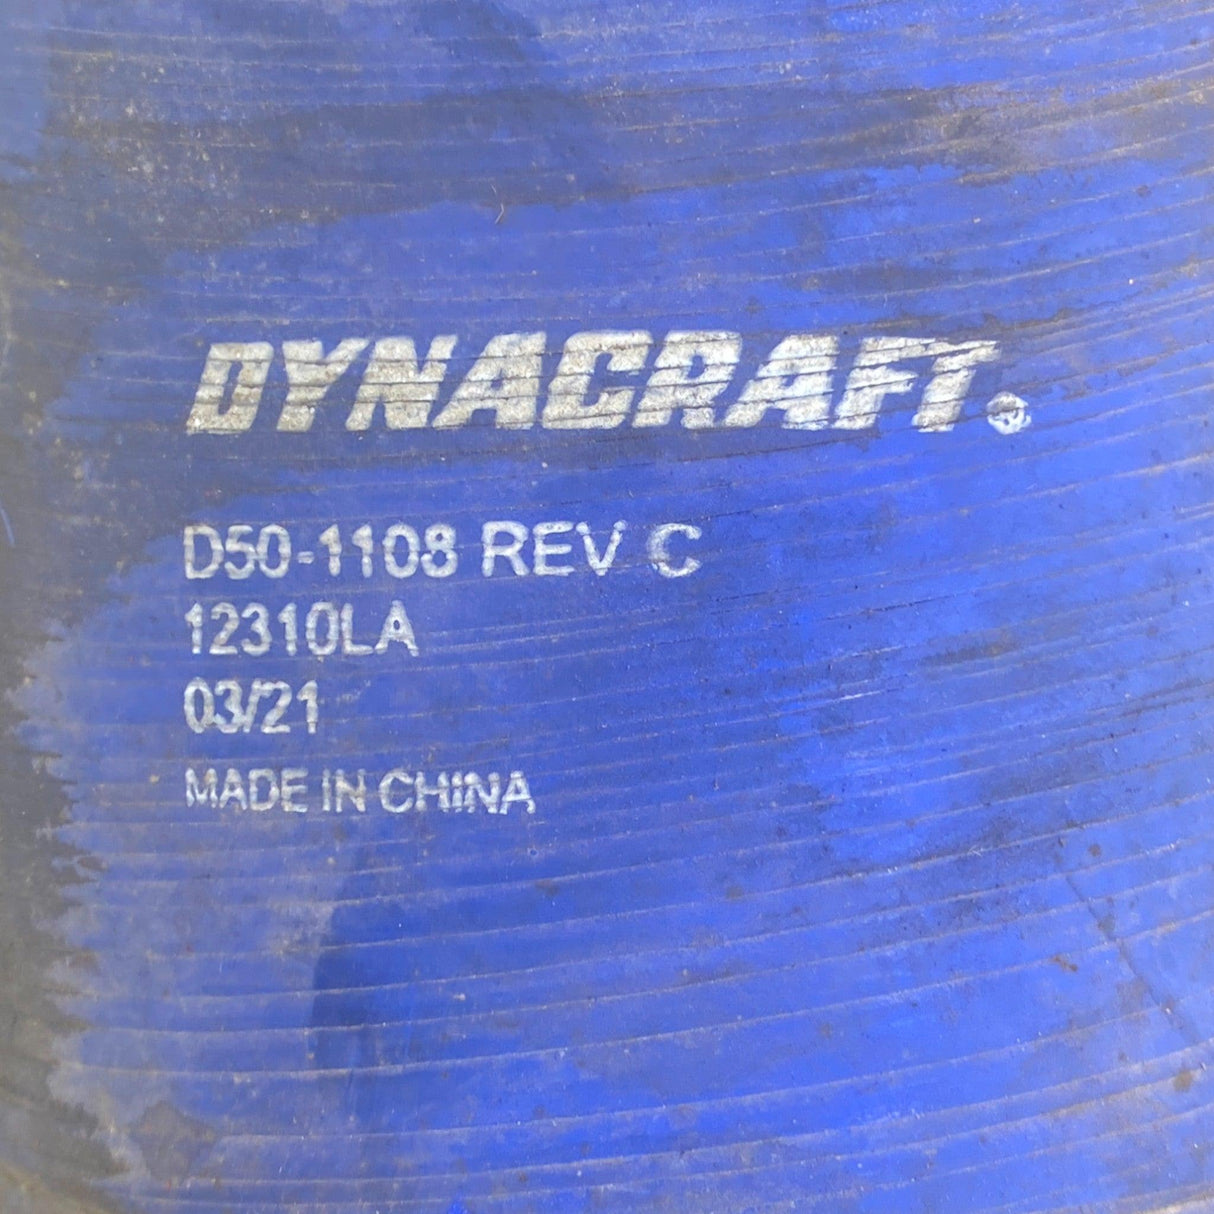 DYNACRAFT®
D50-1108 REV C
12310LA
03/21
MADE IN CHINA